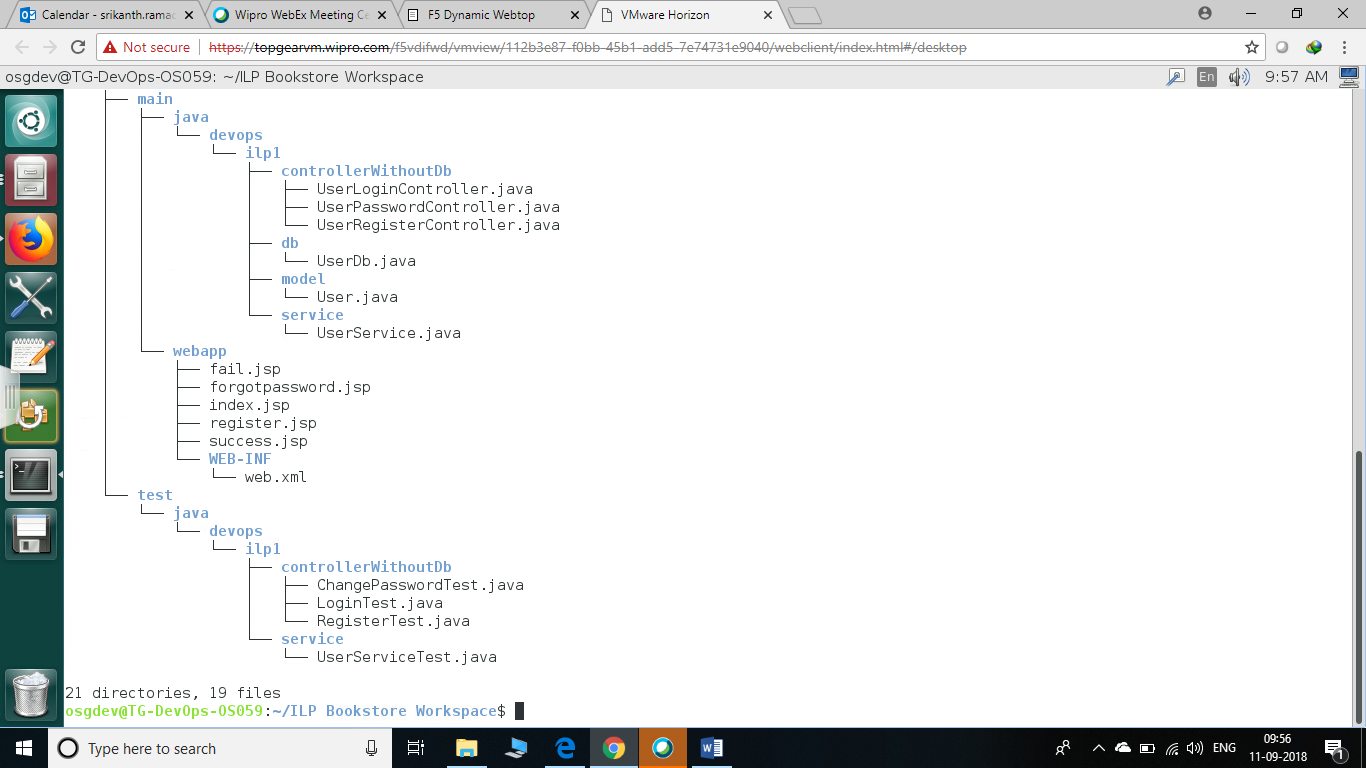 Calendar - srikanth.ramac
Wipro WebEx Meeting Ce
F5 Dynamic Webtop
VMware Horizon
Not secure
https://topgearvm.wipro.com/f5vdifwd/vmview/112b3e87-f0bb-45b1-add5-7e74731e9040/webclient/index.html#/desktop
osgdev@TG-DevOps-OS059: ~/ILP Bookstore Workspace
En
9:57 AM
├── main
│   ├── java
│   │   └── devops
│   │       └── ilp1
│   │           ├── controllerWithoutDb
│   │           │   ├── UserLoginController.java
│   │           │   ├── UserPasswordController.java
│   │           │   └── UserRegisterController.java
│   │           ├── db
│   │           │   └── UserDb.java
│   │           ├── model
│   │           │   └── User.java
│   │           └── service
│   │               └── UserService.java
│   └── webapp
│       ├── fail.jsp
│       ├── forgotpassword.jsp
│       ├── index.jsp
│       ├── register.jsp
│       ├── success.jsp
│       └── WEB-INF
│           └── web.xml
└── test
    └── java
        └── devops
            └── ilp1
                ├── controllerWithoutDb
                │   ├── ChangePasswordTest.java
                │   ├── LoginTest.java
                │   └── RegisterTest.java
                └── service
                    └── UserServiceTest.java
21 directories, 19 files
osgdev@TG-DevOps-OS059:~/ILP Bookstore Workspace$
Type here to search
ENG
09:56
11-09-2018
1